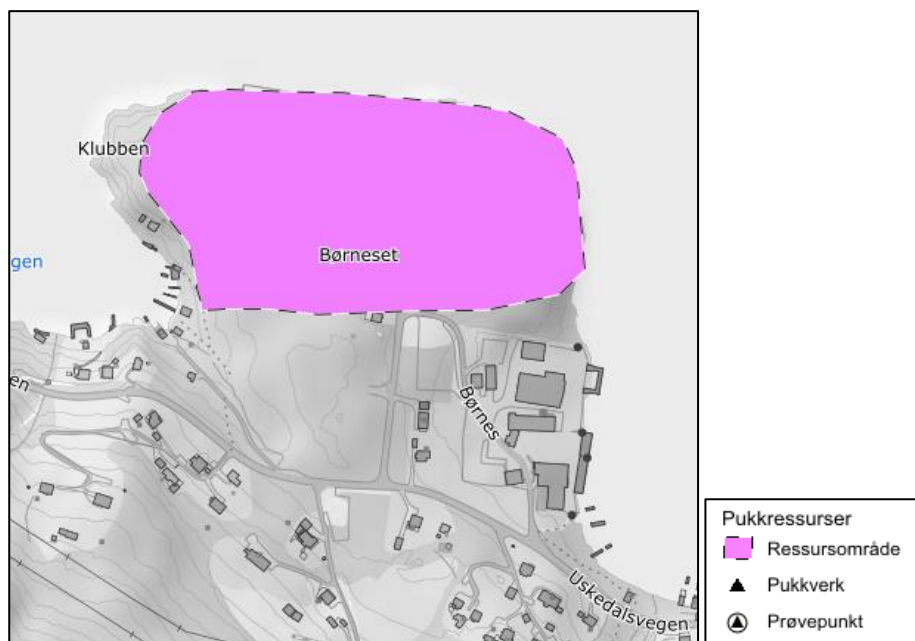 Klubben
Børneset
gen
en
Børnes
Uskedalsvegen
Pukkressurser
Ressursområde
Pukkverk
Prøvepunkt